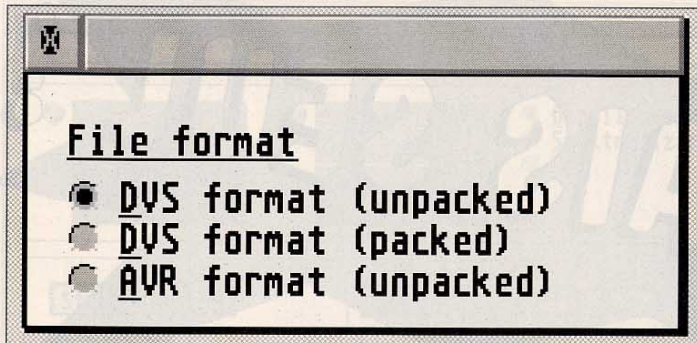 File format
DVS format (unpacked)
DVS format (packed)
AVR format (unpacked)